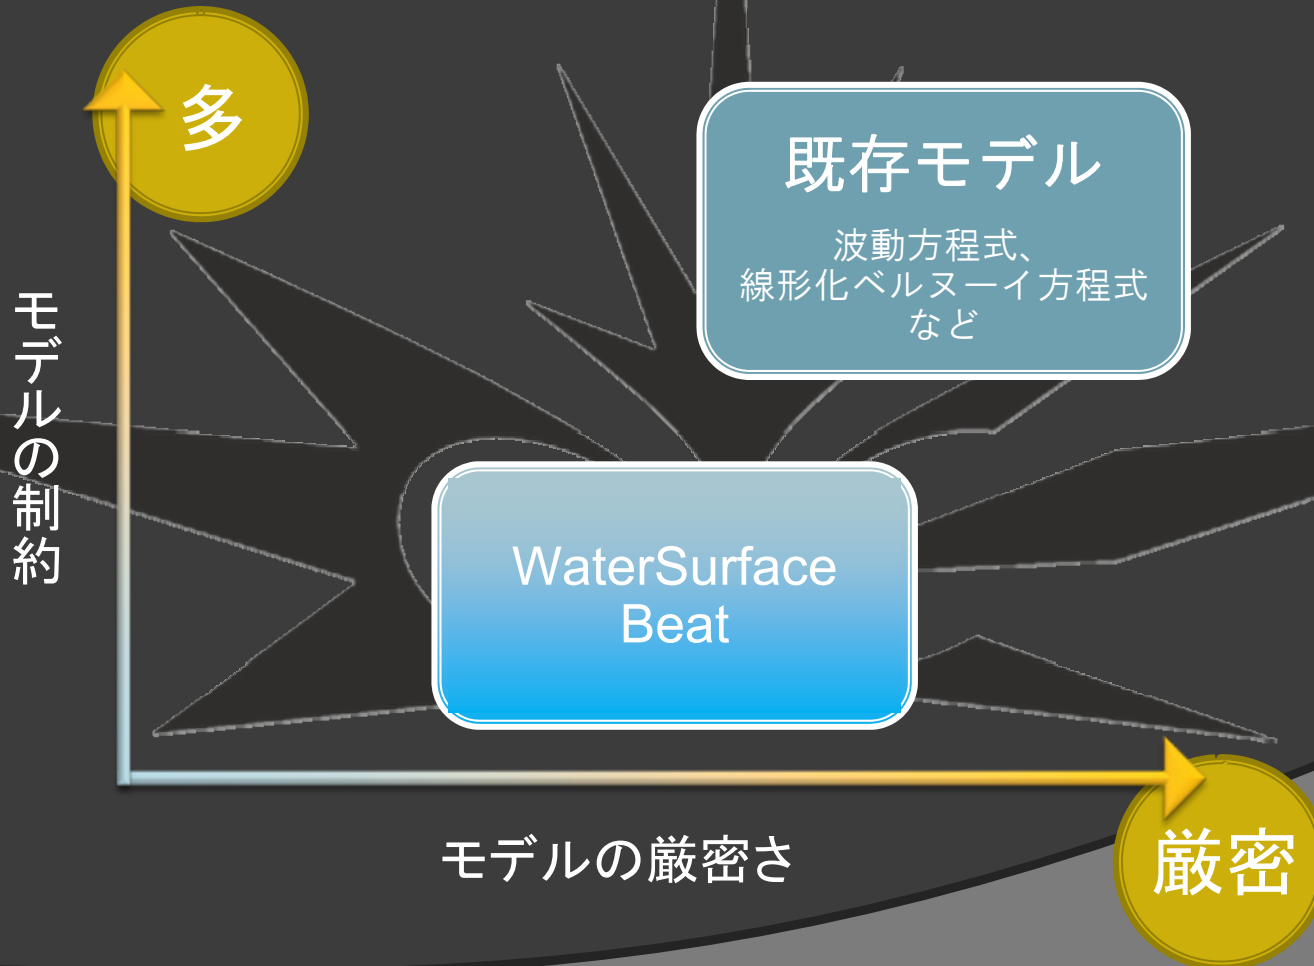 多
既存モデル
波動方程式、
線形化ベルヌーイ方程式
など
モデルの制約
WaterSurface
Beat
モデルの厳密さ
厳密